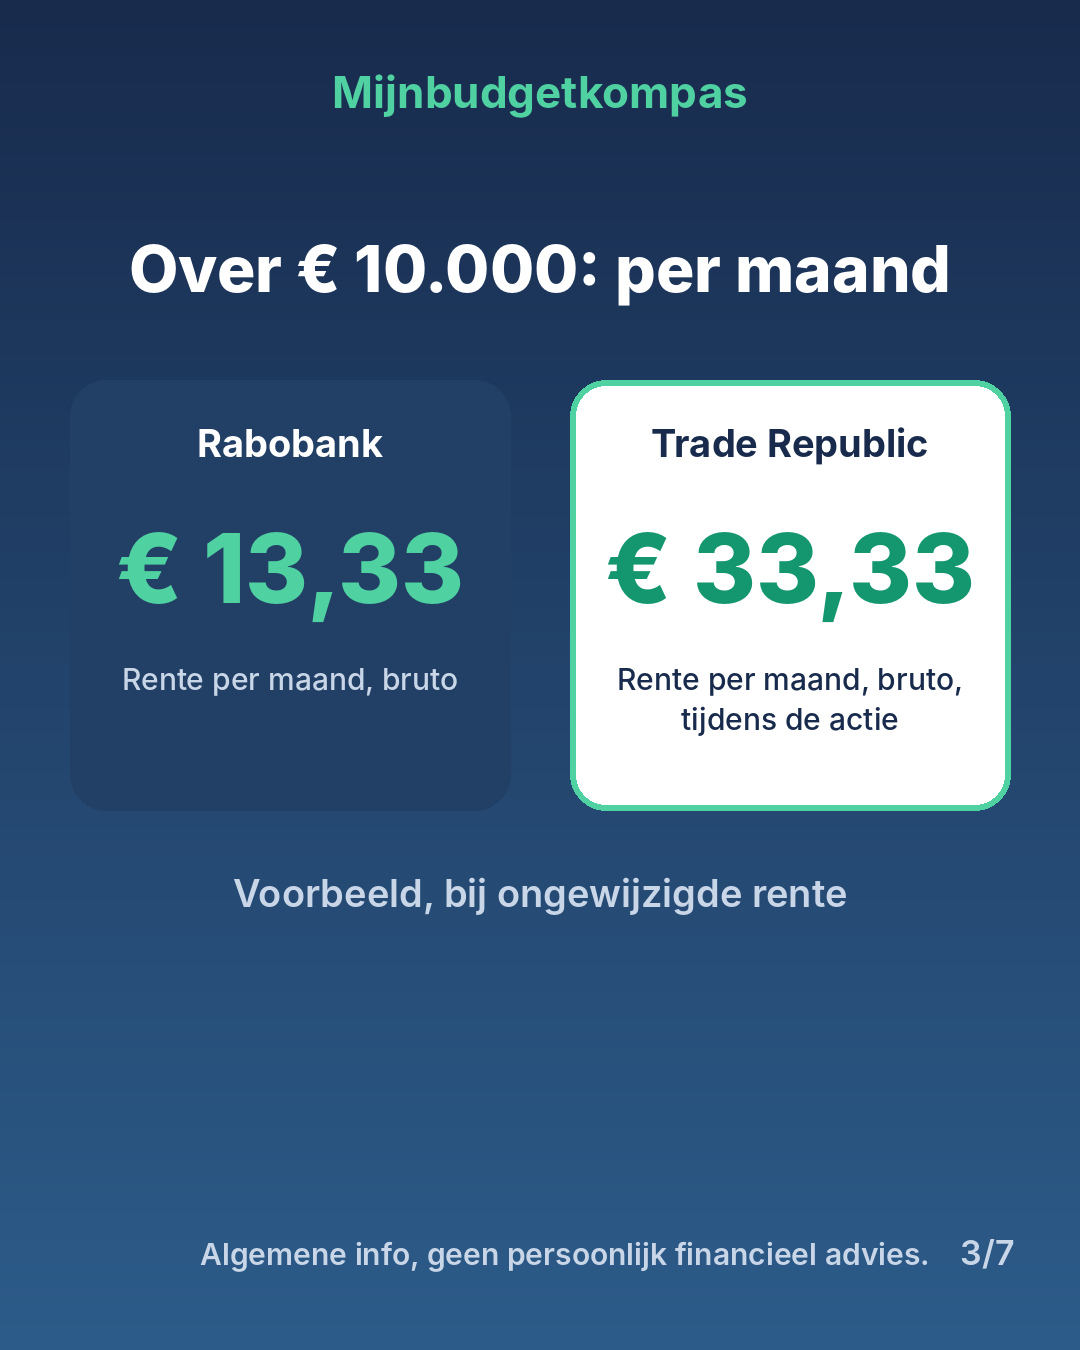 Mijnbudgetkompas
Over € 10.000: per maand
Rabobank
€ 13,33
Rente per maand, bruto
Trade Republic
€ 33,33
Rente per maand, bruto,
tijdens de actie
Voorbeeld, bij ongewijzigde rente
Algemene info, geen persoonlijk financieel advies.
3/7